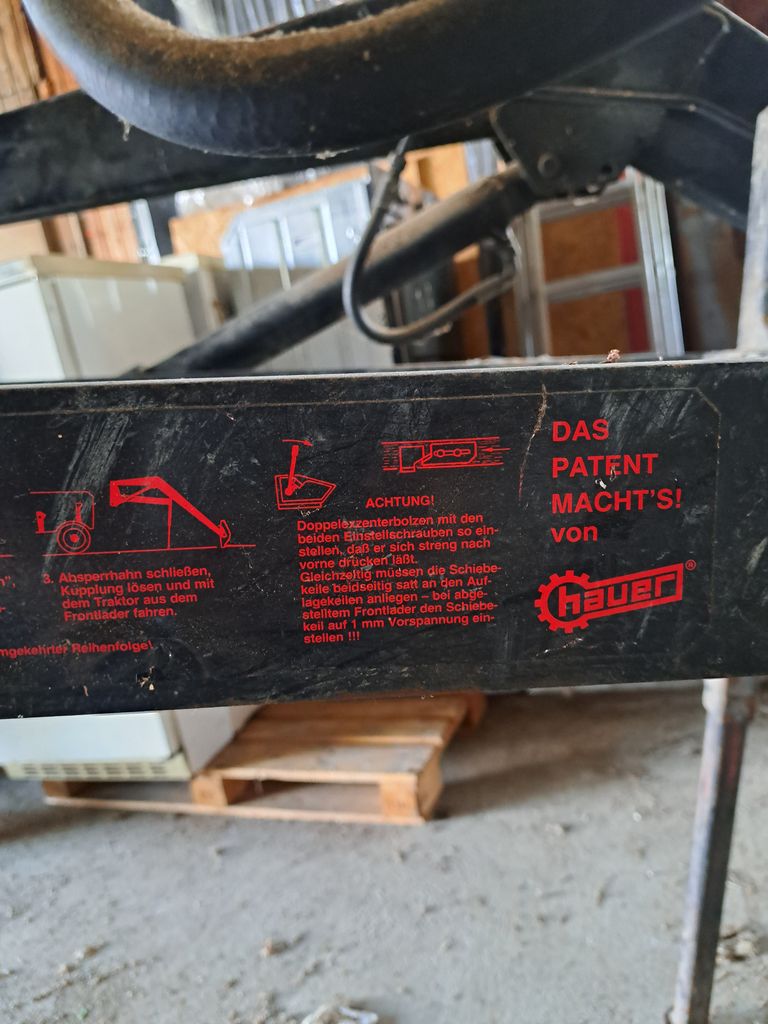 3. Absperrhahn schließen,
Kupplung lösen und mit
dem Traktor aus dem
Frontlader fahren.
mgekehrter Reihenfolge!
ACHTUNG!
Doppelexzenterbolzen mit den
beiden Einstellschrauben so ein-
stellen, daß er sich streng nach
vorne drücken läßt.
Gleichzeitig müssen die Schiebe-
keile beidseitig satt an den Auf-
lagekeilen anliegen – bei abge-
stelltem Frontlader den Schiebe-
keil auf 1 mm Vorspannung ein-
stellen !!!
DAS
PATENT
MACHT'S!
von
hauer®